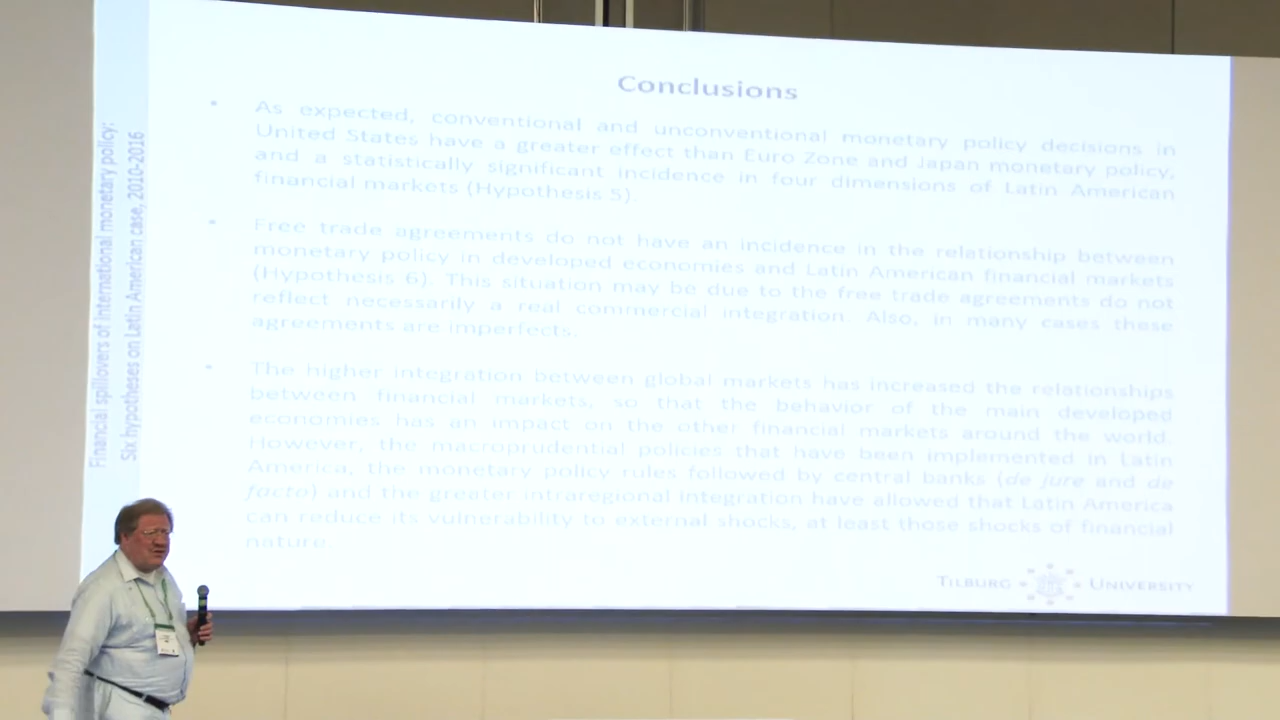 Financial spillovers of international monetary policy:
Six hypotheses on Latin American case, 2010-2016
Conclusions
• As expected, conventional and unconventional monetary policy decisions in
United States have a greater effect than Euro Zone and Japan monetary policy,
and a statistically significant incidence in four dimensions of Latin American
financial markets (Hypothesis 5).
• Free trade agreements do not have an incidence in the relationship between
monetary policy in developed economies and Latin American financial markets
(Hypothesis 6). This situation may be due to the free trade agreements do not
reflect necessarily a real commercial integration. Also, in many cases these
agreements are imperfects.
• The higher integration between global markets has increased the relationships
between financial markets, so that the behavior of the main developed
economies has an impact on the other financial markets around the world.
However, the macroprudential policies that have been implemented in Latin
America, the monetary policy rules followed by central banks (de jure and de
facto) and the greater intraregional integration have allowed that Latin America
can reduce its vulnerability to external shocks, at least those shocks of financial
nature.
TILBURG UNIVERSITY